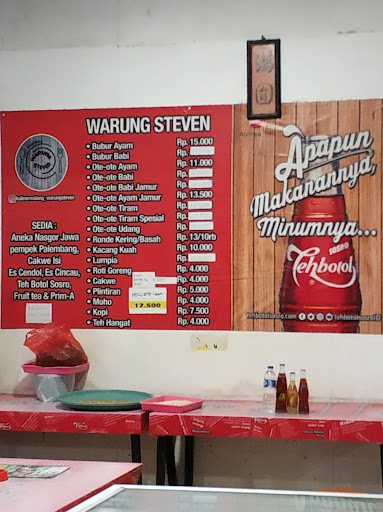 WARUNG STEVEN
• Bubur Ayam Rp. 15.000
• Bubur Babi Rp.
• Ote-ote Ayam Rp. 11.000
• Ote-ote Babi Rp.
• Ote-ote Babi Jamur Rp.
• Ote-ote Ayam Jamur Rp. 13.500
• Ote-ote Tiram Rp.
• Ote-ote Tiram Spesial Rp.
• Ote-ote Udang Rp.
• Ronde Kering/Basah Rp. 13/10rb
• Kacang Kuah Rp. 10.000
• Lumpia Rp.
• Roti Goreng Rp. 4.000
• Cakwe Rp. 4.000
• Plintiran Rp. 5.000
• Moho Rp. 4.000
• Kopi Rp. 7.500
• Teh Hangat Rp. 4.000
17.500
kulinermalang_warungsteven
SEDIA :
Aneka Nasgor Jawa
pempek Palembang,
Cakwe Isi
Es Cendol, Es Cincau,
Teh Botol Sosro,
Fruit tea & Prim-A
Apapun
Makanannya,
Minumnya...
SOSRO
Tehbotol
tehbotolsosro.com
tehbotolsosroID